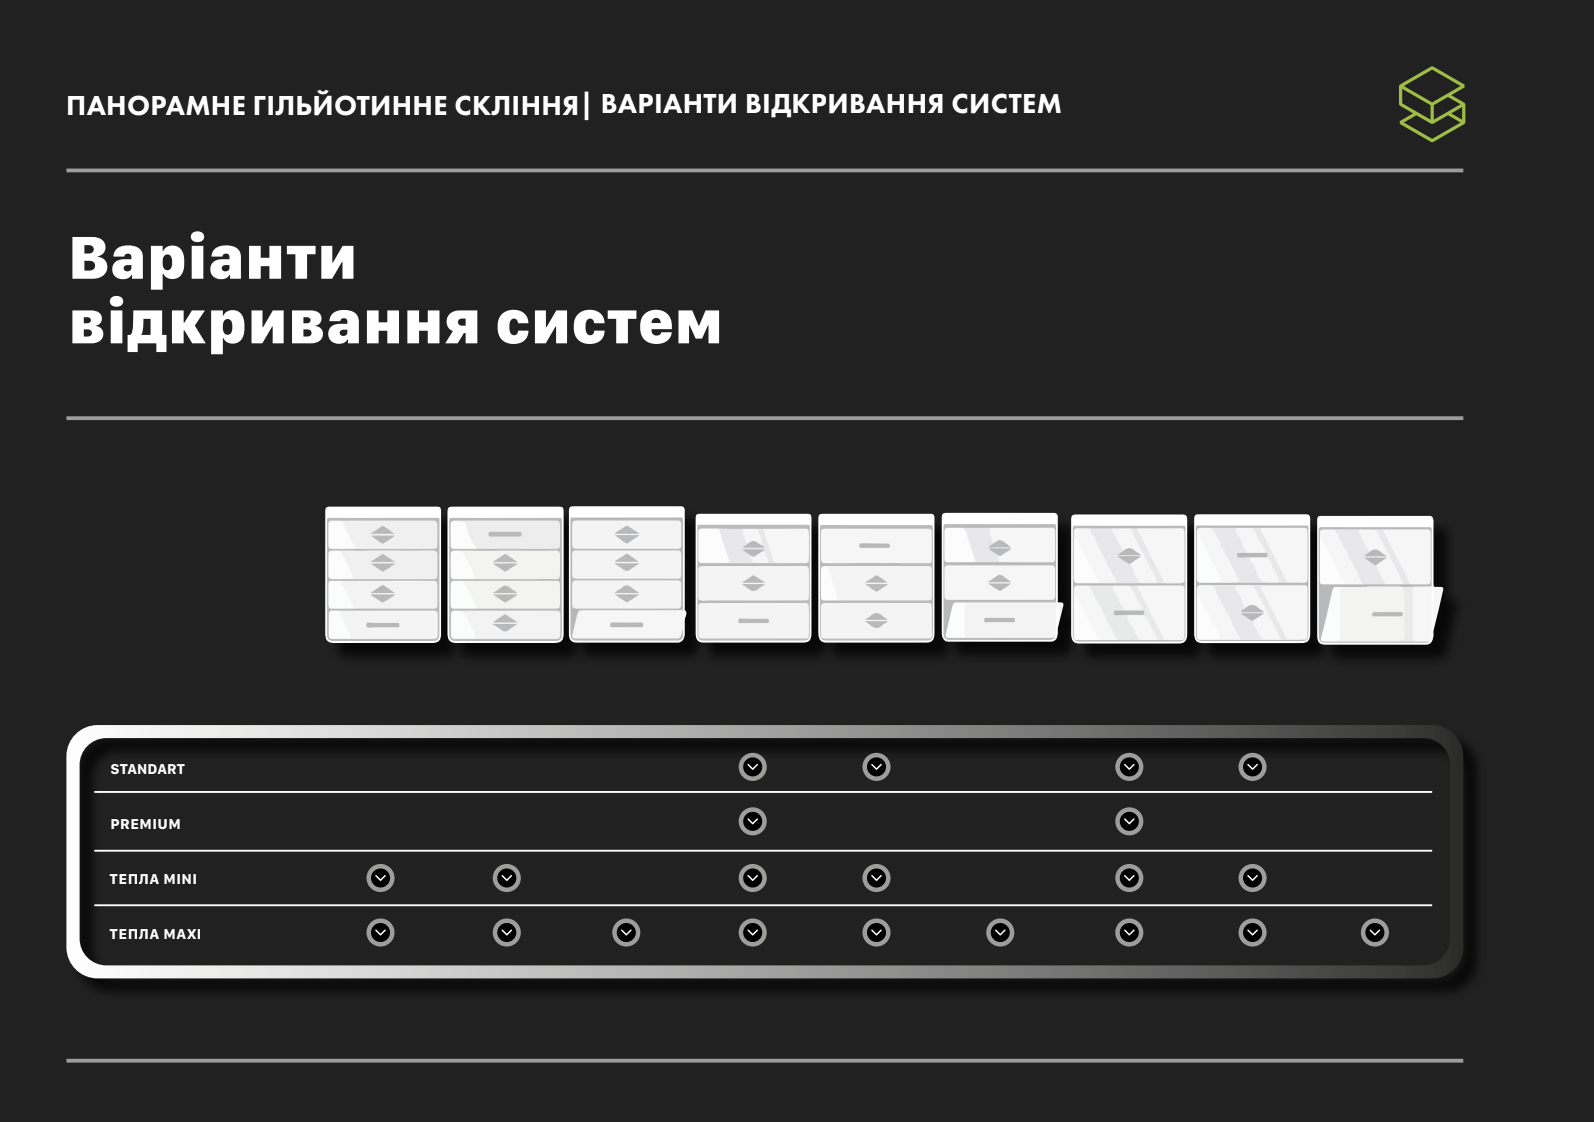 ПАНОРАМНЕ ГІЛЬЙОТИННЕ СКЛІННЯ| ВАРІАНТИ ВІДКРИВАННЯ СИСТЕМ
Варіанти
відкривання систем
STANDART
PREMIUM
ТЕПЛА MINI
ТЕПЛА MAXI